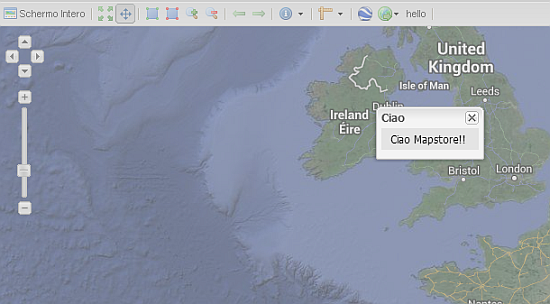 Schermo Intero hello
United
Kingdom
Isle of Man
Leeds
Dublin
Ireland
Éire
Ciao
Ciao Mapstore!!
Bristol
London
Nantes